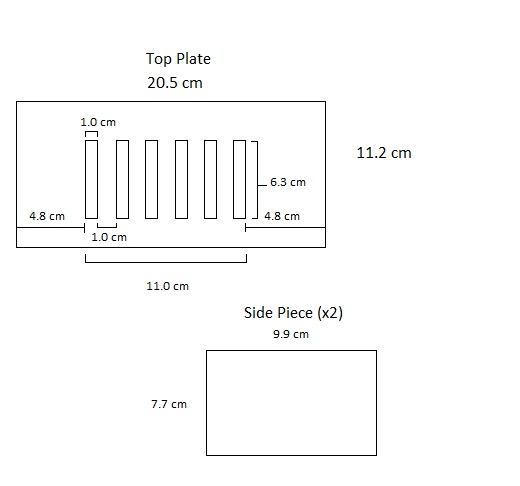 Top Plate
20.5 cm
1.0 cm
11.2 cm
6.3 cm
4.8 cm
4.8 cm
1.0 cm
11.0 cm
Side Piece (x2)
9.9 cm
7.7 cm